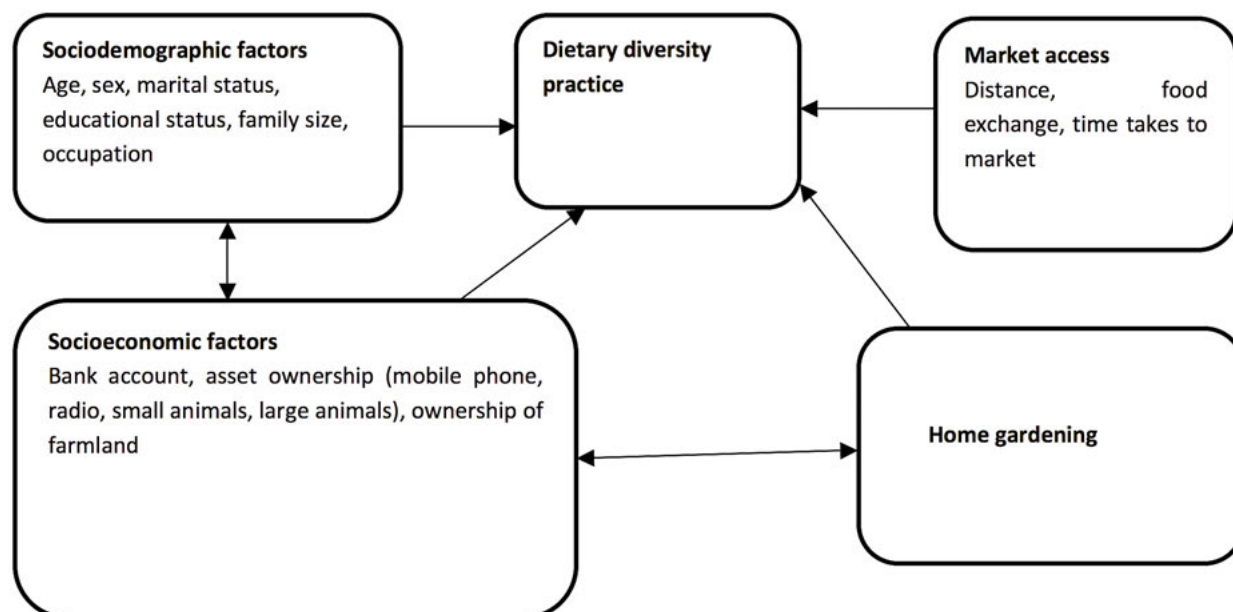 Sociodemographic factors
Age, sex, marital status,
educational status, family size,
occupation
Dietary diversity
practice
Market access
Distance, food
exchange, time takes to
market
Socioeconomic factors
Bank account, asset ownership (mobile phone,
radio, small animals, large animals), ownership of
farmland
Home gardening